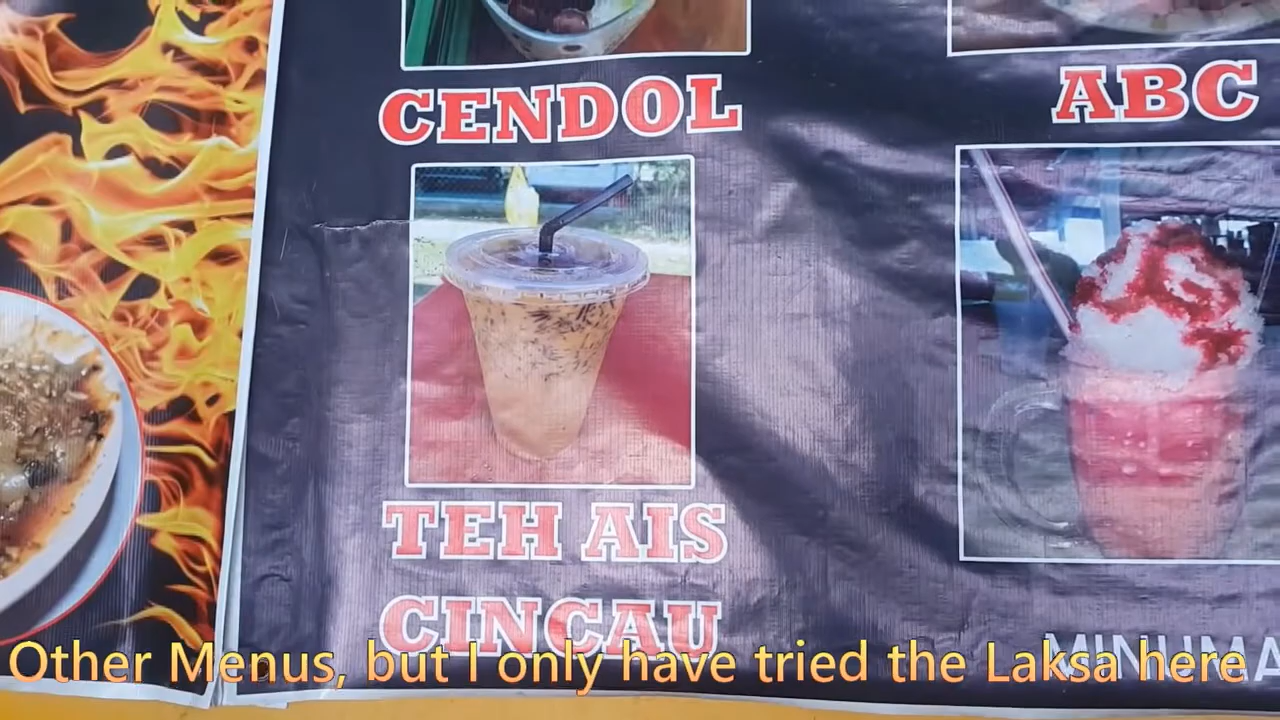 CENDOL
ABC
TEH AIS
CINCAU
Other Menus, but I only have tried the Laksa here